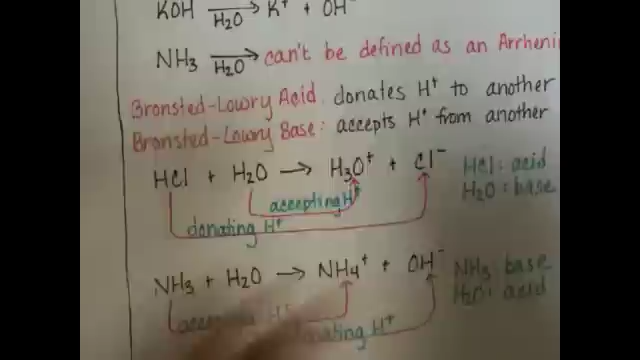 KOH H2O→ K+ + OH-
NH3 H2O→ can't be defined as an Arrheni
Bronsted-Lowry Acid: donates H+ to another
Bronsted-Lowry Base: accepts H+ from another
HCl + H2O → H3O+ + Cl- HCl: acid
H2O: base
accepting H+
donating H+
NH3 + H2O → NH4+ + OH- NH3: base
H2O: acid
H+
donating H+